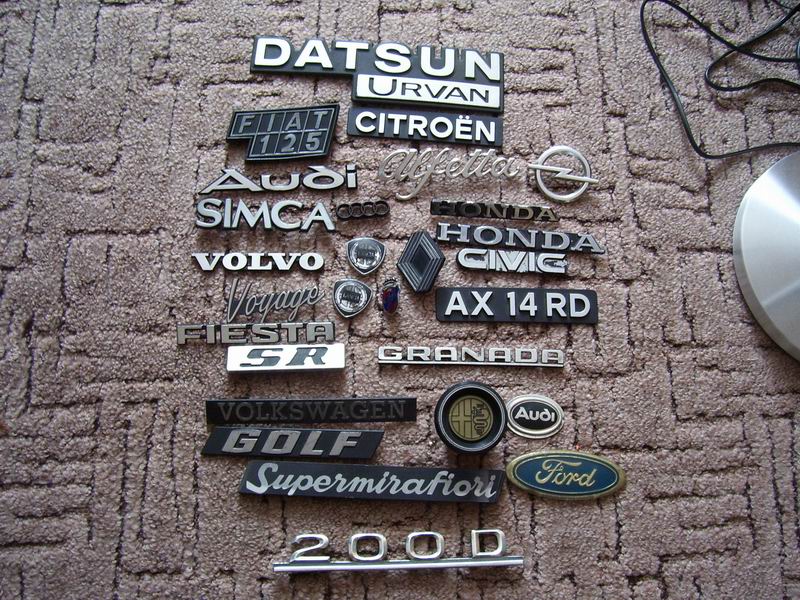 DATSUN
URVAN
FIAT
125
CITROËN
Alfetta
AUDI
SIMCA
HONDA
HONDA
VOLVO
CIVIC
Voyage
AX 14 RD
FIESTA
SR
GRANADA
VOLKSWAGEN
Audi
GOLF
Supermirafiori
Ford
200D